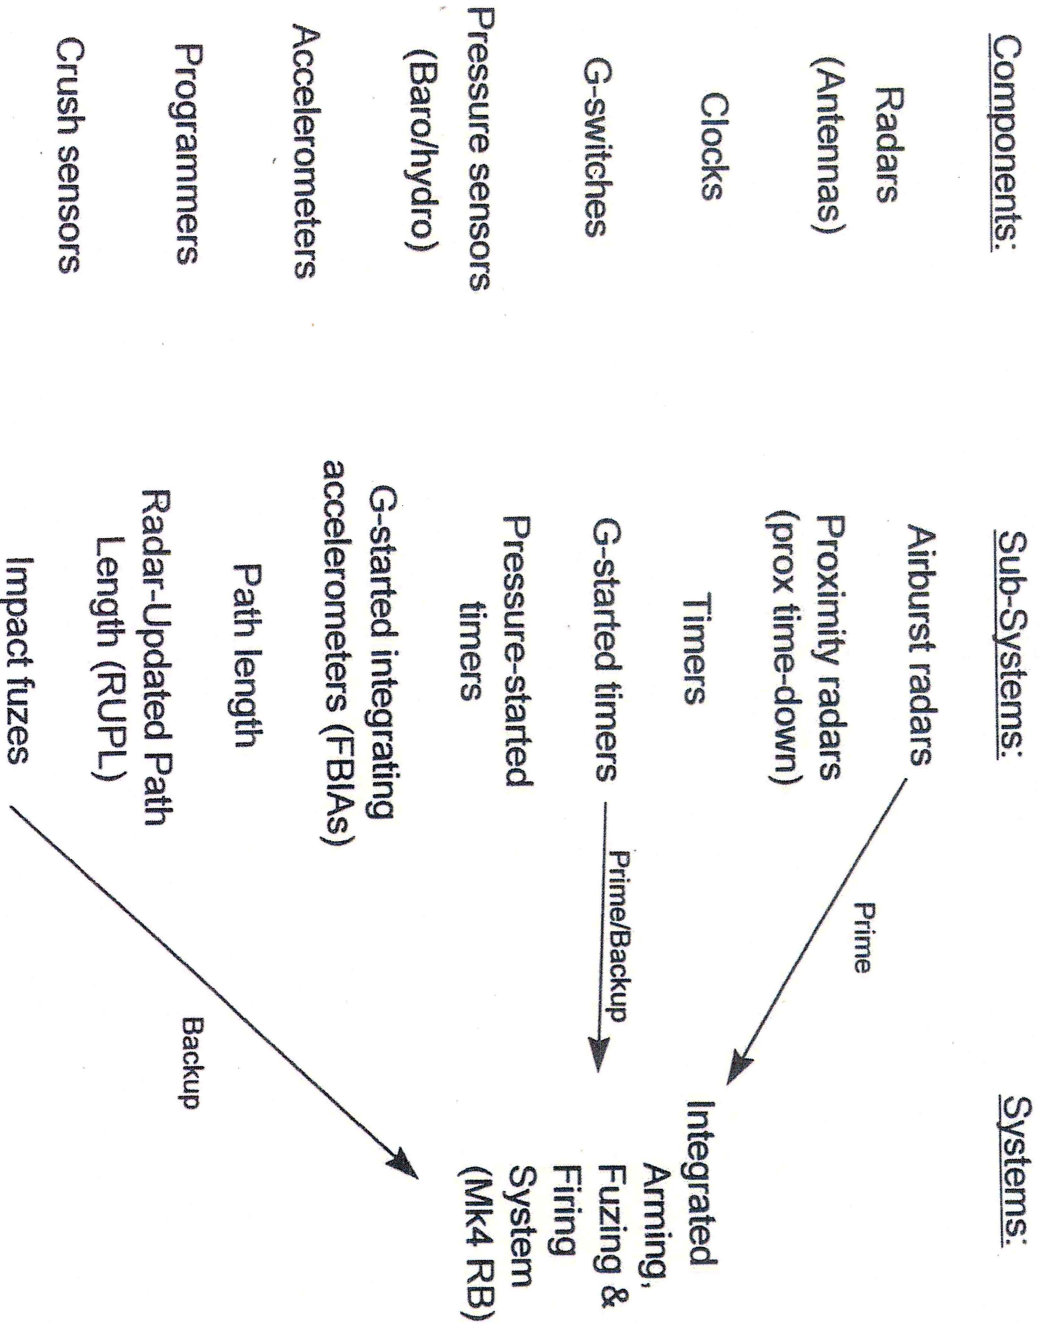 Components:
Radars
(Antennas)
Clocks
G-switches
Pressure sensors
(Baro/hydro)
Accelerometers
Programmers
Crush sensors
Sub-Systems:
Airburst radars
Proximity radars
(prox time-down)
Timers
G-started timers
Pressure-started
timers
G-started integrating
accelerometers (FBIAs)
Path length
Radar-Updated Path
Length (RUPL)
Impact fuzes
Prime
Prime/Backup
Backup
Systems:
Integrated
Arming,
Fuzing &
Firing
System
(Mk4 RB)